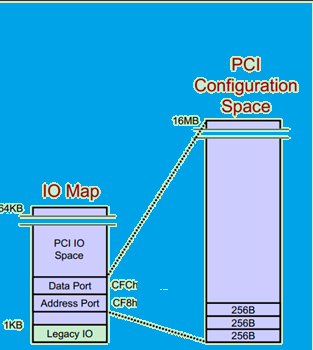 PCI
Configuration
Space
16MB
IO Map
64KB
PCI IO
Space
Data Port
CFCh
...
Address Port
CF8h
1KB
Legacy IO
256B
256B
256B